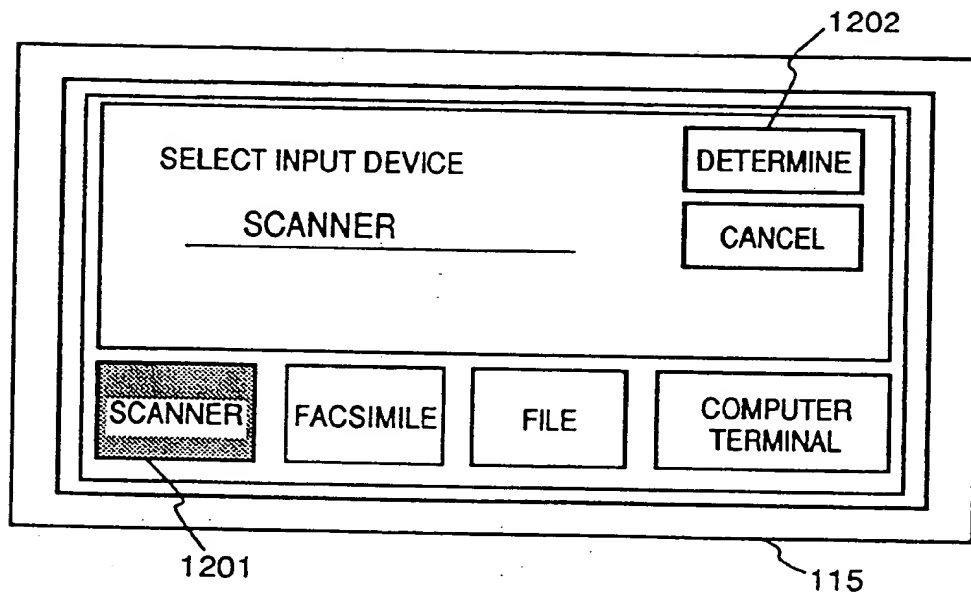 1202
SELECT INPUT DEVICE
DETERMINE
SCANNER
CANCEL
SCANNER
FACSIMILE
FILE
COMPUTER
TERMINAL
1201
115